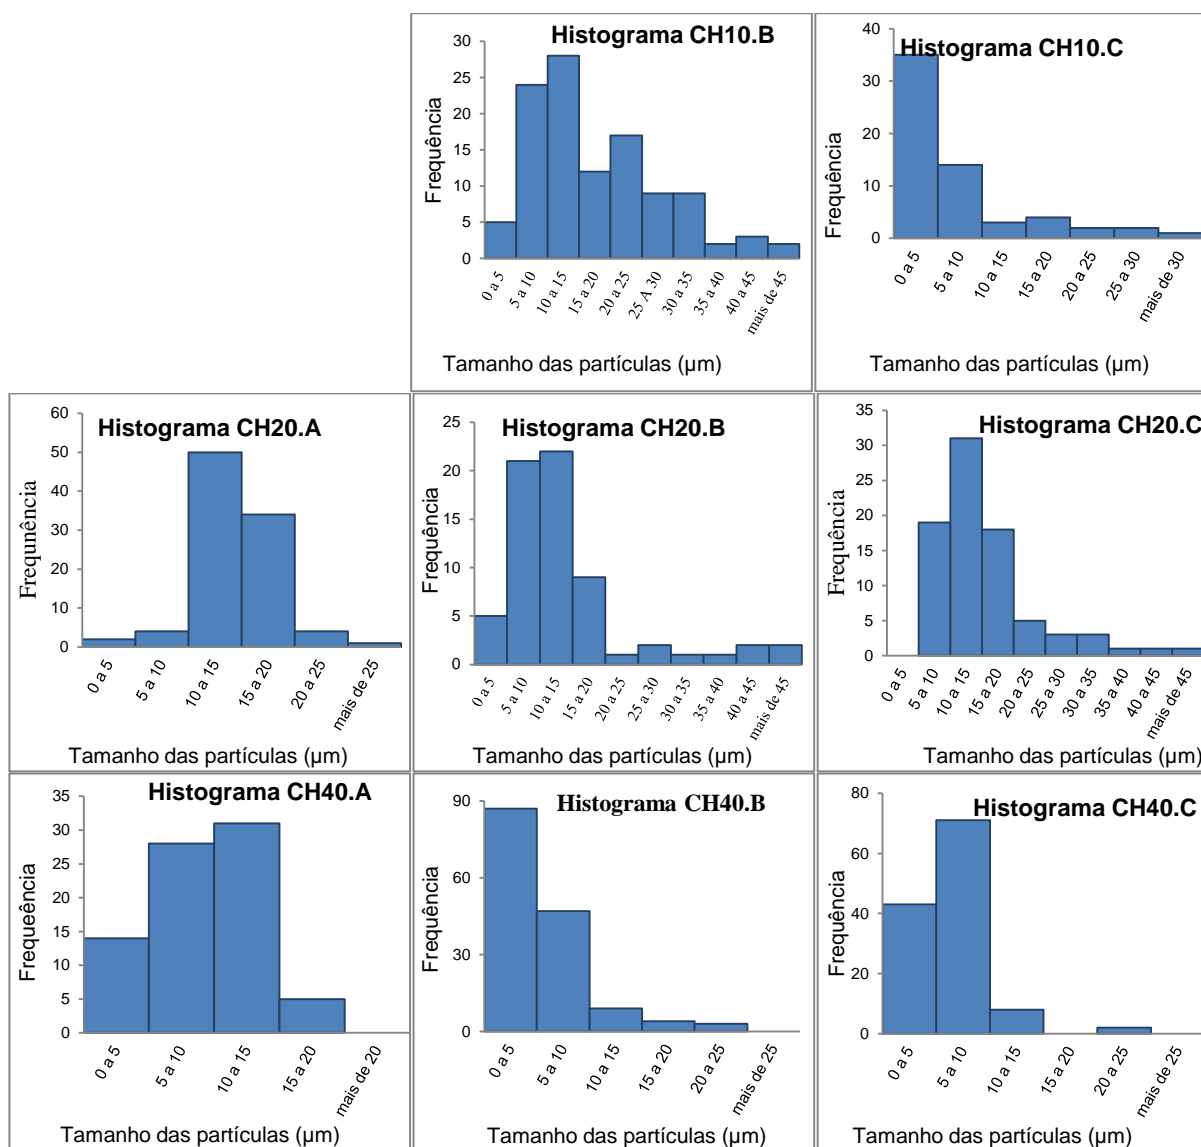 Histograma CH10.B
Frequência
30
25
20
15
10
5
0
0 a 5
5 a 10
10 a 15
15 a 20
20 a 25
25 A 30
30 a 35
35 a 40
40 a 45
mais de 45
Tamanho das partículas (µm)
Histograma CH10.C
Frequência
40
30
20
10
0
0 a 5
5 a 10
10 a 15
15 a 20
20 a 25
25 a 30
mais de 30
Tamanho das partículas (µm)
Histograma CH20.A
Frequnência
60
50
40
30
20
10
0
0 a 5
5 a 10
10 a 15
15 a 20
20 a 25
mais de 25
Tamanho das partículas (µm)
Histograma CH20.B
Frequência
25
20
15
10
5
0
0 a 5
5 a 10
10 a 15
15 a 20
20 a 25
25 a 30
30 a 35
35 a 40
40 a 45
mais de 45
Tamanho das partículas (µm)
Histograma CH20.C
Frequência
35
30
25
20
15
10
5
0
0 a 5
5 a 10
10 a 15
15 a 20
20 a 25
25 a 30
30 a 35
35 a 40
40 a 45
mais de 45
Tamanho das partículas (µm)
Histograma CH40.A
Frequeência
35
30
25
20
15
10
5
0
0 a 5
5 a 10
10 a 15
15 a 20
mais de 20
Tamanho das partículas (µm)
Histograma CH40.B
Frequência
90
60
30
0
0 a 5
5 a 10
10 a 15
15 a 20
20 a 25
mais de 25
Tamanho das partículas (µm)
Histograma CH40.C
Frequência
80
60
40
20
0
0 a 5
5 a 10
10 a 15
15 a 20
20 a 25
mais de 25
Tamanho das partículas (µm)